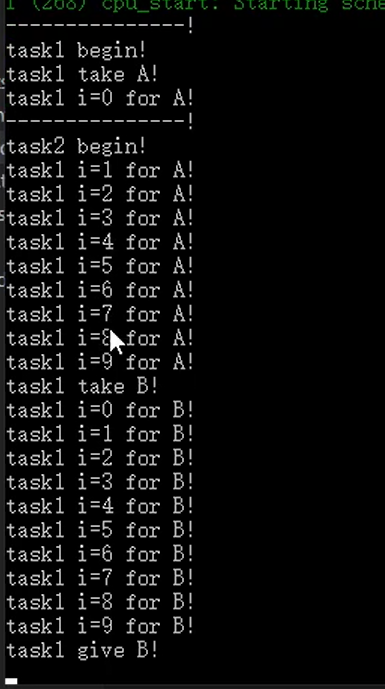 I (268) cpu_start: Starting sche
---------------!
task1 begin!
task1 take A!
task1 i=0 for A!
---------------!
task2 begin!
task1 i=1 for A!
task1 i=2 for A!
task1 i=3 for A!
task1 i=4 for A!
task1 i=5 for A!
task1 i=6 for A!
task1 i=7 for A!
task1 i=8 for A!
task1 i=9 for A!
task1 take B!
task1 i=0 for B!
task1 i=1 for B!
task1 i=2 for B!
task1 i=3 for B!
task1 i=4 for B!
task1 i=5 for B!
task1 i=6 for B!
task1 i=7 for B!
task1 i=8 for B!
task1 i=9 for B!
task1 give B!